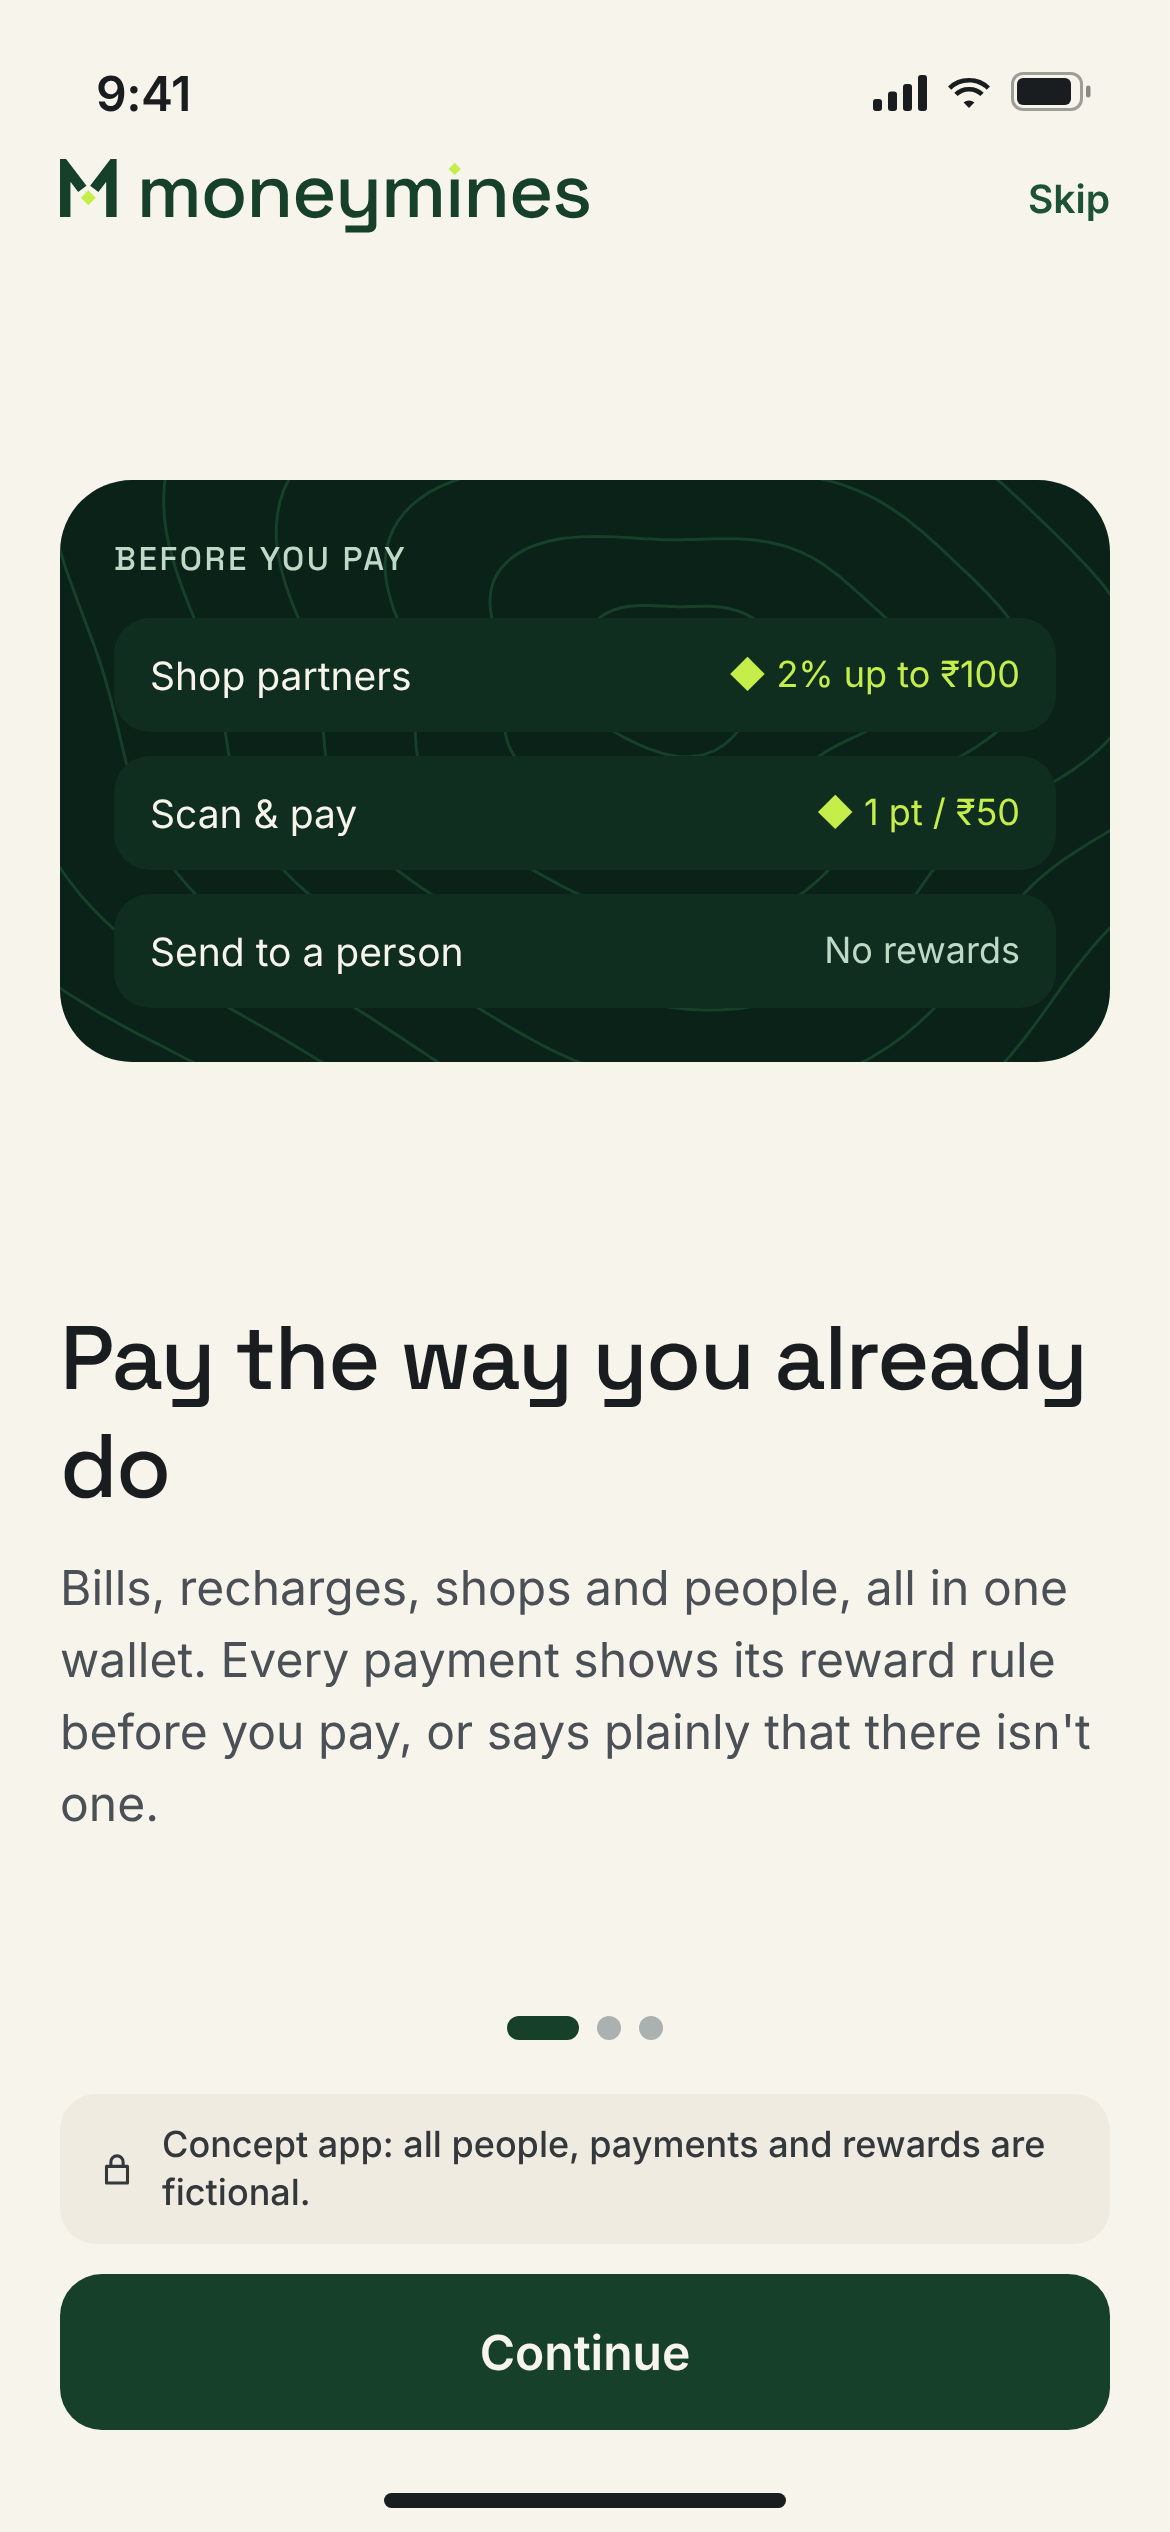 9:41
moneymines
Skip
BEFORE YOU PAY
Shop partners
2% up to ₹100
Scan & pay
1 pt / ₹50
Send to a person
No rewards
Pay the way you already
do
Bills, recharges, shops and people, all in one
wallet. Every payment shows its reward rule
before you pay, or says plainly that there isn't
one.
Concept app: all people, payments and rewards are
fictional.
Continue